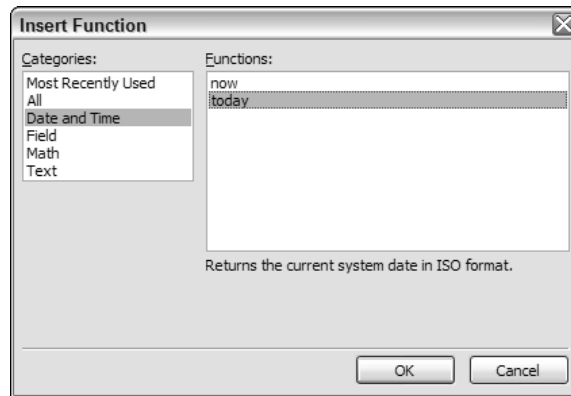 Insert Function
Categories:
Most Recently Used
All
Date and Time
Field
Math
Text
Functions:
now
today
Returns the current system date in ISO format.
OK
Cancel